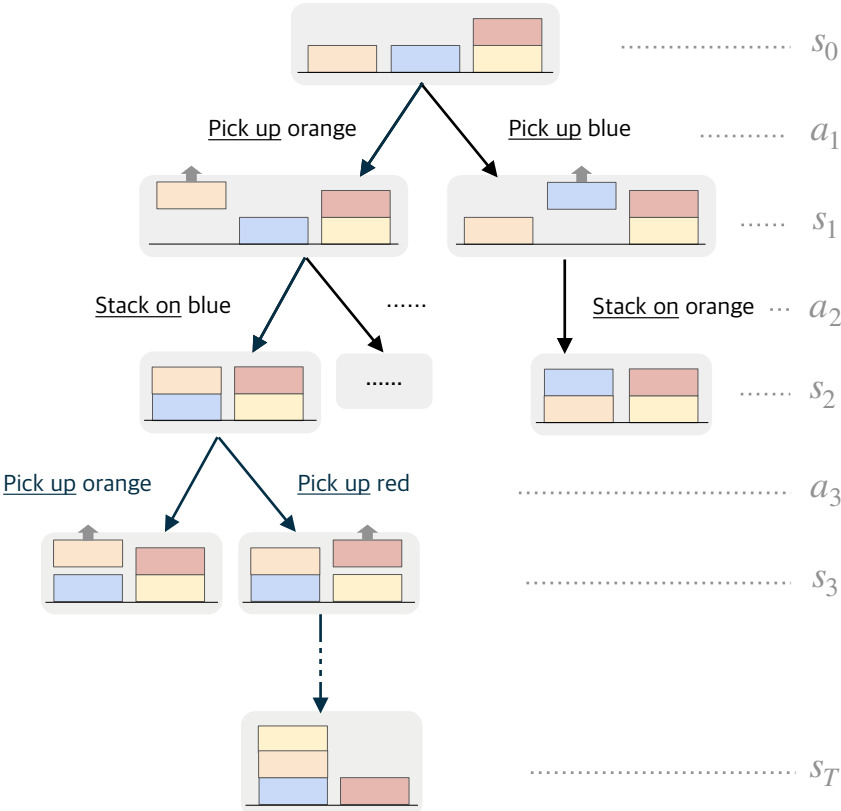 s₀
Pick up orange
Pick up blue
a₁
s₁
Stack on blue
......
Stack on orange
a₂
......
s₂
Pick up orange
Pick up red
a₃
s₃
s_T